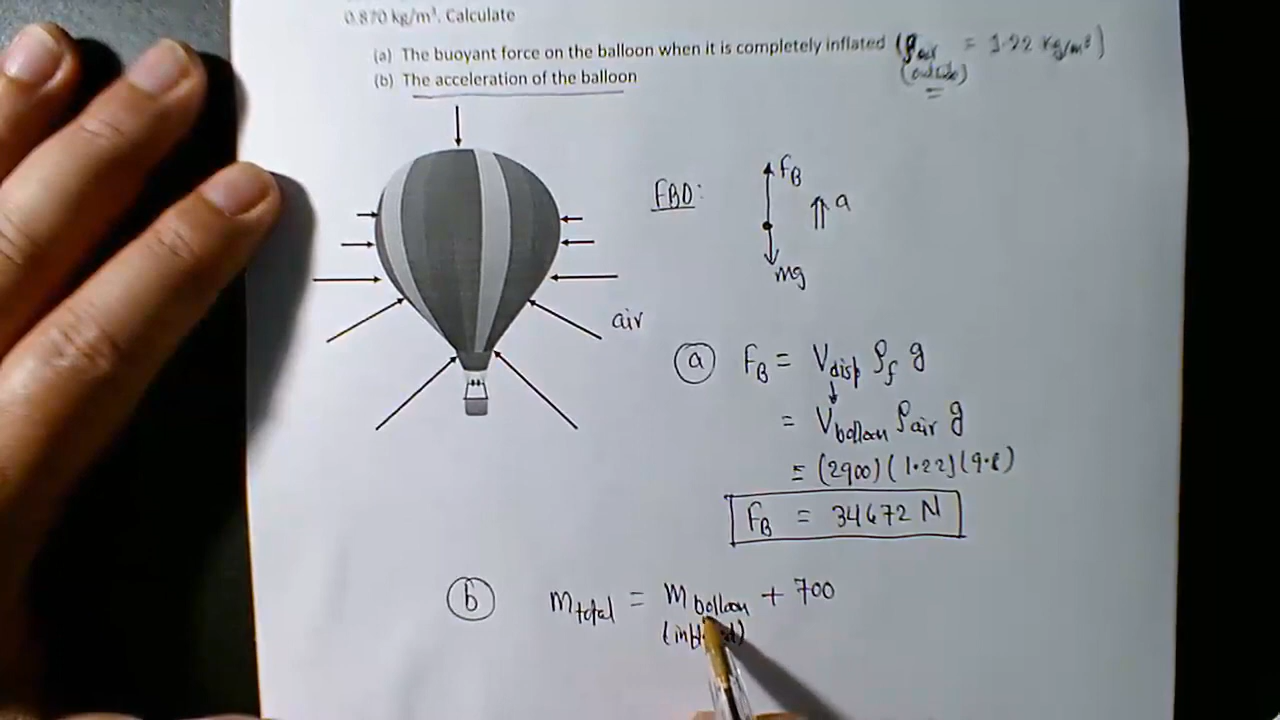 0.870 kg/m³. Calculate
(a) The buoyant force on the balloon when it is completely inflated (ρair = 1.22 kg/m³)
(outside)
(b) The acceleration of the balloon
FBD:
FB
a
mg
air
(a) FB = Vdisp ρf g
= Vbolloon ρair g
= (2900)(1.22)(9.8)
FB = 34672 N
(b) mtotal = mbolloon + 700